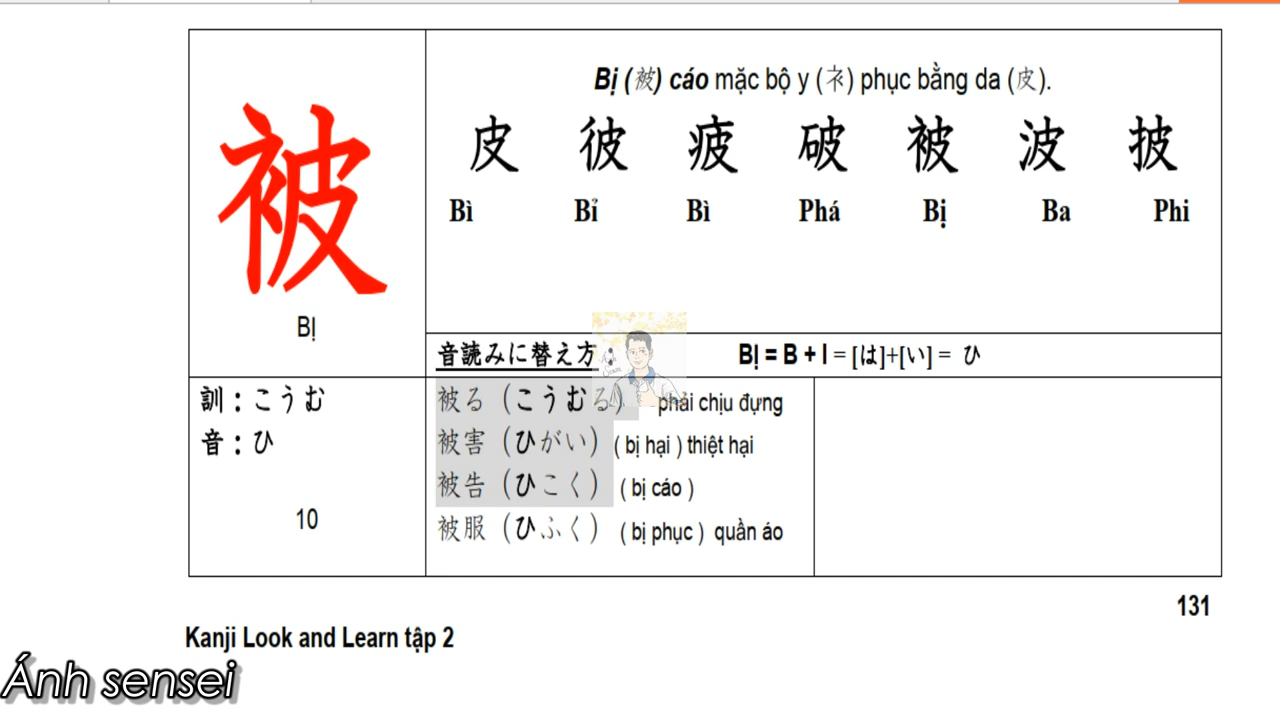 被
BỊ
Bị (被) cáo mặc bộ y (衤) phục bằng da (皮).
皮 彼 疲 破 被 波 披
Bì Bỉ Bì Phá Bị Ba Phi
音読みに替え方 BỊ = B + I = [は]+[い] = ひ
訓：こうむ
音：ひ
10
被る（こうむる） phải chịu đựng
被害（ひがい）( bị hại ) thiệt hại
被告（ひこく）( bị cáo )
被服（ひふく）( bị phục ) quần áo
131
Kanji Look and Learn tập 2
Ánh sensei